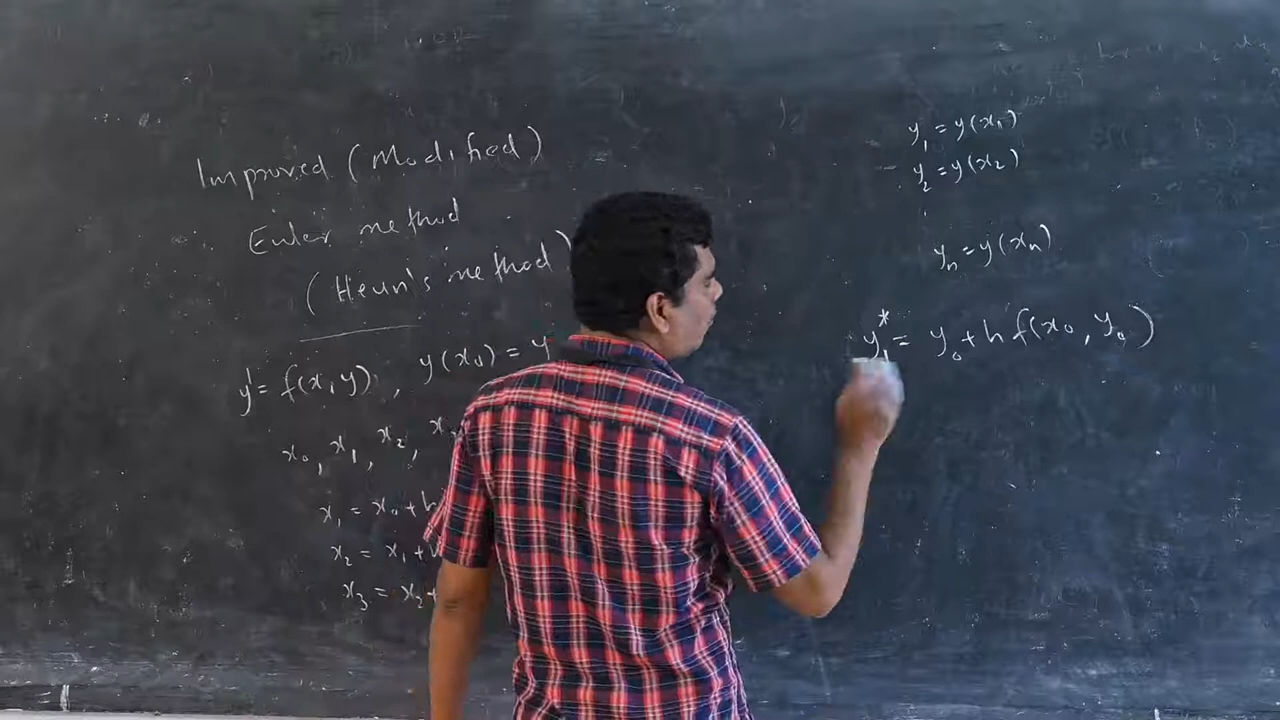 Improved (Modified)
Euler method
(Heun's method)
y' = f(x, y), y(x₀) = y
x₀, x₁, x₂,
x₁ = x₀ + h
x₂ = x₁ +
x₃ = x₂ +
y₁ = y(x₁)
y₂ = y(x₂)
yₙ = y(xₙ)
y₁* = y₀ + h f(x₀, y₀)